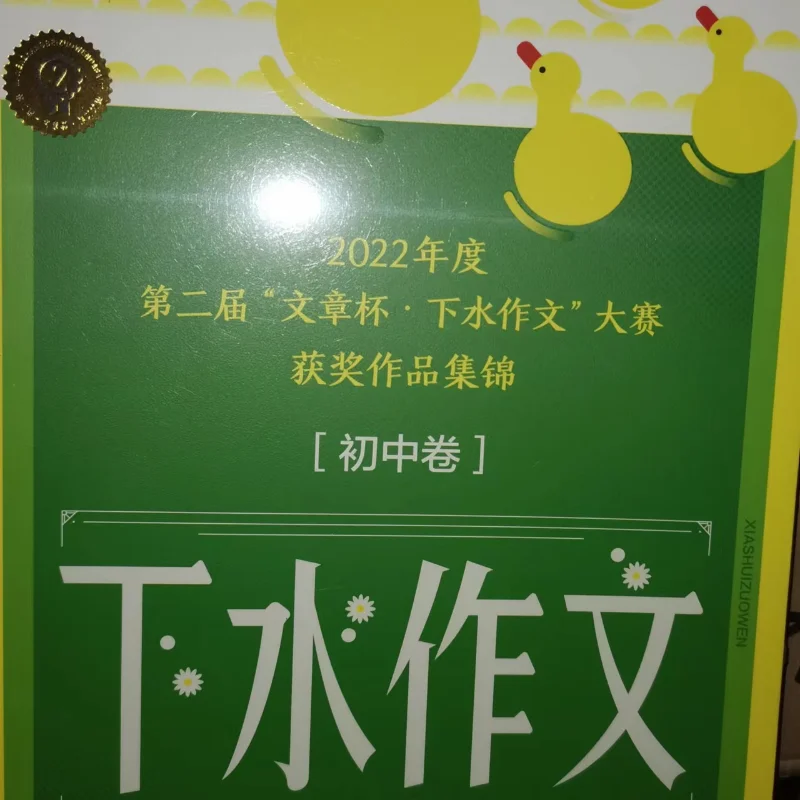 2022年度
第二届“文章杯·下水作文”大赛
获奖作品集锦
[初中卷]
下水作文
XIASHUIZUOWEN